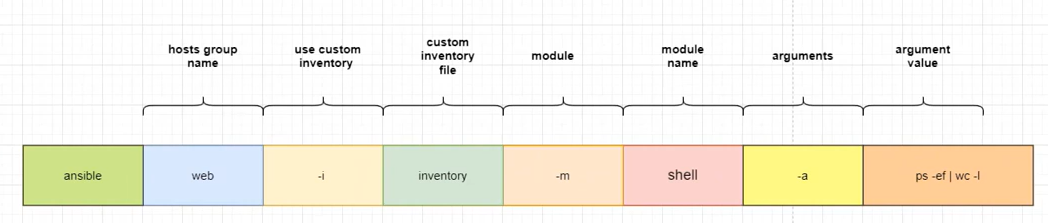 hosts group
name
use custom
inventory
custom
inventory
file
module
module
name
arguments
argument
value
ansible
web
-i
inventory
-m
shell
-a
ps -ef | wc -l